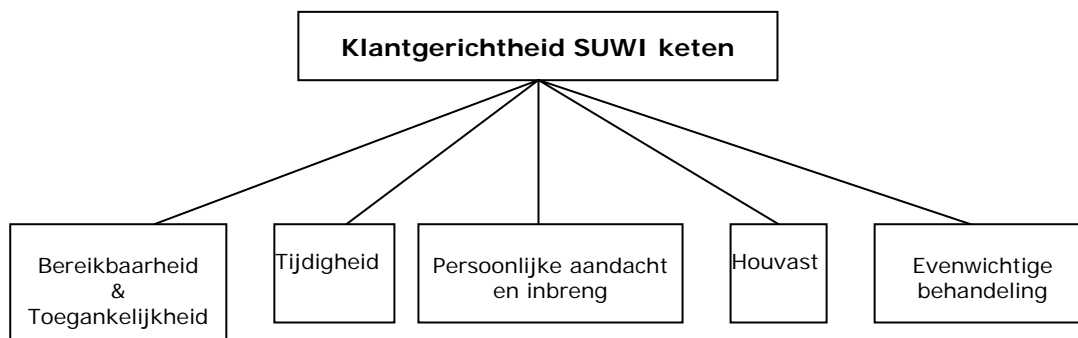 Klantgerichtheid SUWI keten
Bereikbaarheid
&
Toegankelijkheid
Tijdigheid
Persoonlijke aandacht
en inbreng
Houvast
Evenwichtige
behandeling